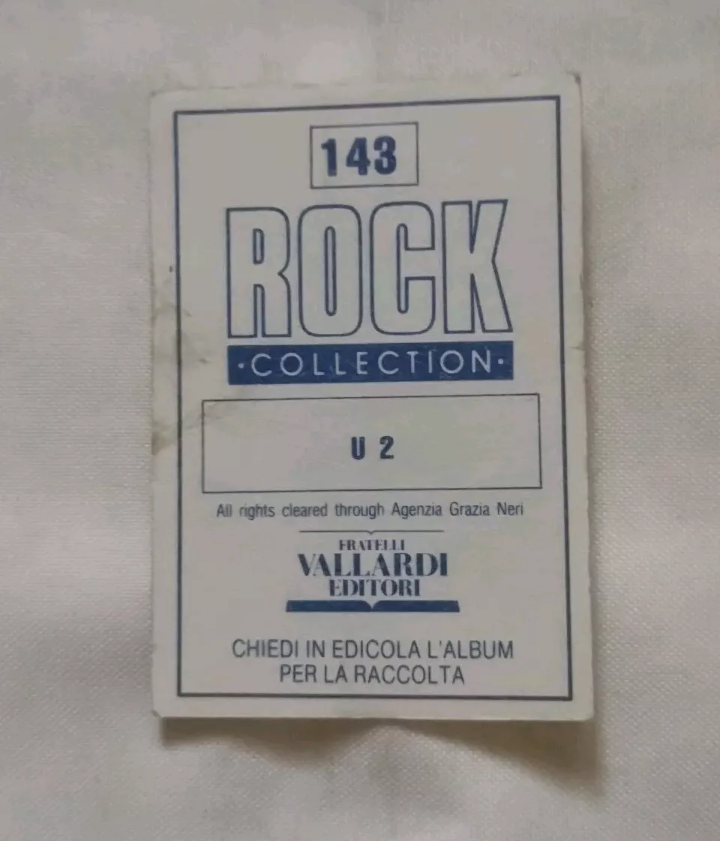 143
ROCK
·COLLECTION·
U 2
All rights cleared through Agenzia Grazia Neri
FRATELLI
VALLARDI
EDITORI
CHIEDI IN EDICOLA L'ALBUM
PER LA RACCOLTA